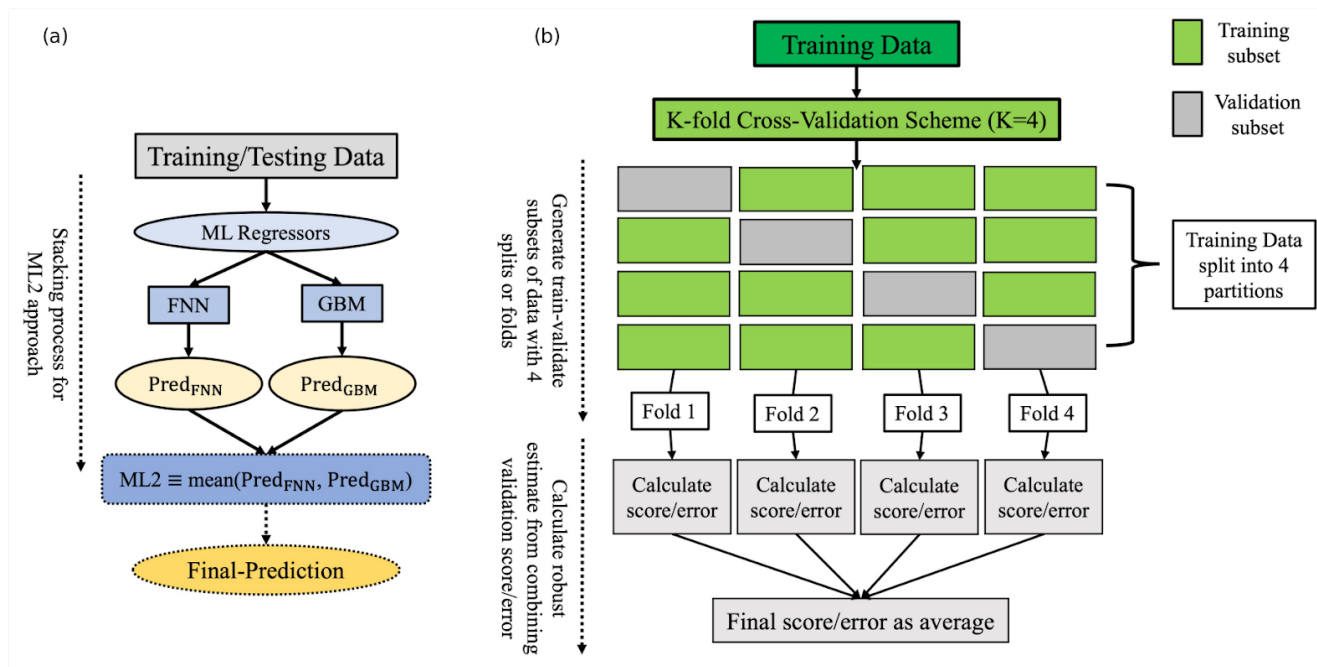 (a)
Training/Testing Data
ML Regressors
FNN
GBM
Pred_FNN
Pred_GBM
ML2 ≡ mean(Pred_FNN, Pred_GBM)
Final-Prediction
Stacking process for
ML2 approach
(b)
Training Data
K-fold Cross-Validation Scheme (K=4)
Training
subset
Validation
subset
Generate train-validate
subsets of data with 4
splits or folds
Training Data
split into 4
partitions
Fold 1
Fold 2
Fold 3
Fold 4
Calculate robust
estimate from combining
validation score/error
Calculate
score/error
Calculate
score/error
Calculate
score/error
Calculate
score/error
Final score/error as average